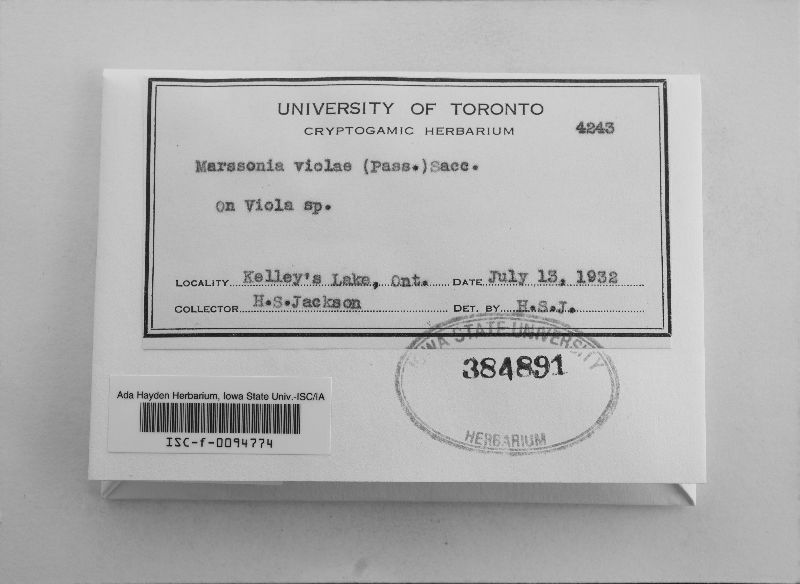 UNIVERSITY OF TORONTO
CRYPTOGAMIC HERBARIUM 4243
Marssonia violae (Pass.)Sacc.
On Viola sp.
LOCALITY Kelley's Lake, Ont. DATE July 13, 1932
COLLECTOR H.S.Jackson DET. BY H.S.J.
IOWA STATE UNIVERSITY
384891
HERBARIUM
Ada Hayden Herbarium, Iowa State Univ.-ISC/IA
ISC-f-0094774